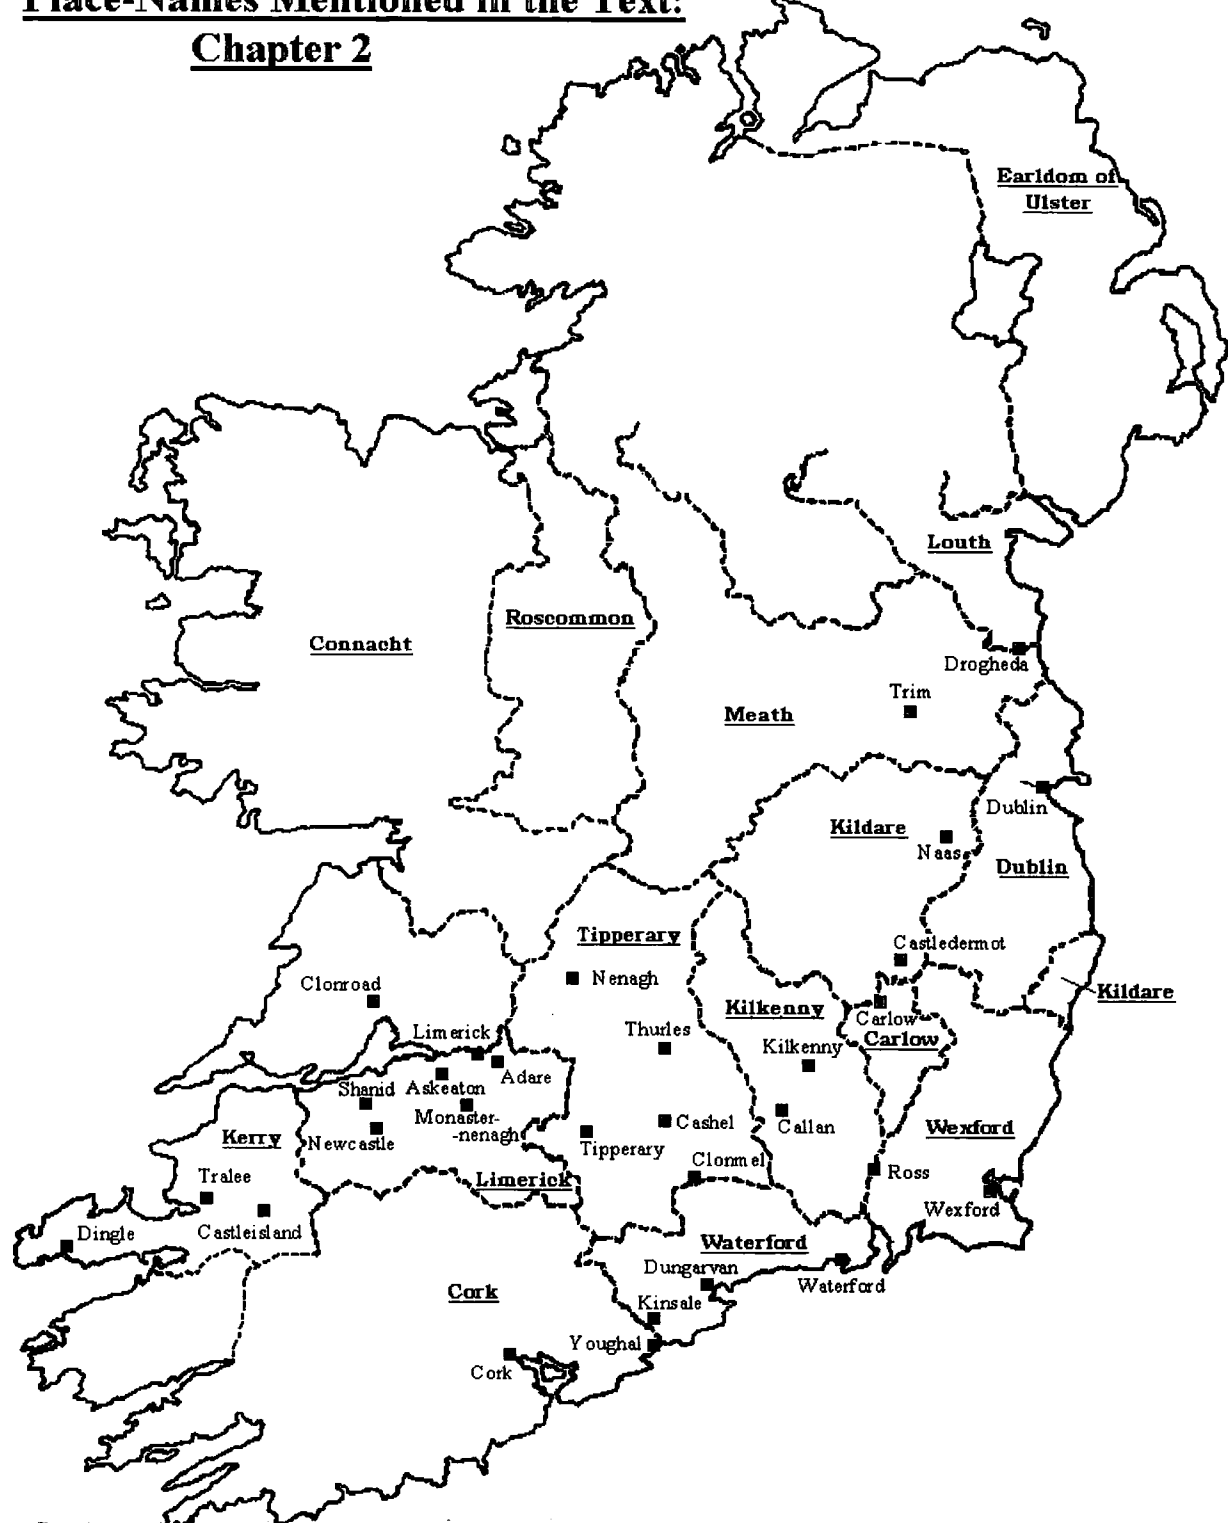 Place-Names Mentioned in the Text:
Chapter 2
Earldom of
Ulster
Louth
Roscommon
Connacht
Drogheda
Trim
Meath
Dublin
Kildare
Naas
Dublin
Tipperary
Castledermot
Nenagh
Clonroad
Kildare
Kilkenny
Carlow
Limerick
Thurles
Carlow
Kilkenny
Adare
Shanid
Askeaton
Monaster-
-nenagh
Cashel
Callan
Wexford
Kerry
Newcastle
Tipperary
Clonmel
Ross
Tralee
Limerick
Wexford
Castleisland
Dingle
Waterford
Dungarvan
Waterford
Cork
Kinsale
Youghal
Cork